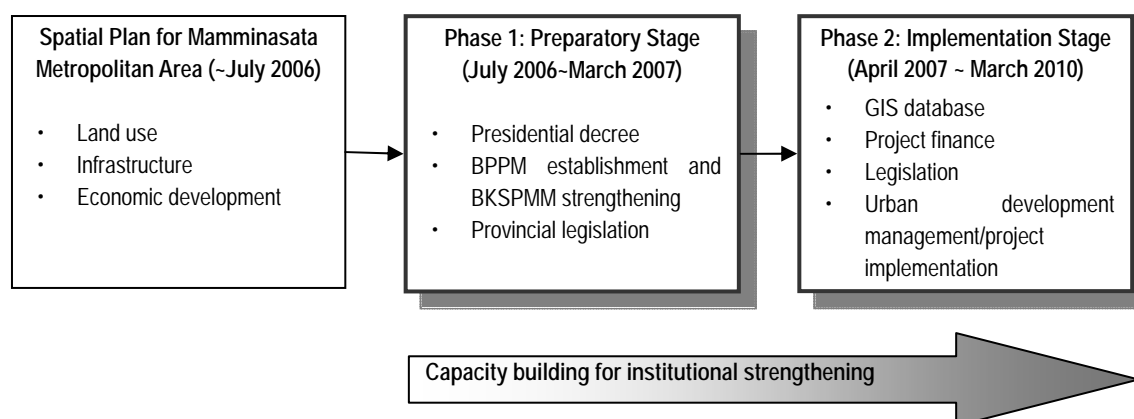 Spatial Plan for Mamminasata
Metropolitan Area (~July 2006)
・ Land use
・ Infrastructure
・ Economic development
Phase 1: Preparatory Stage
(July 2006~March 2007)
・ Presidential decree
・ BPPM establishment and
BKSPMM strengthening
・ Provincial legislation
Phase 2: Implementation Stage
(April 2007 ~ March 2010)
・ GIS database
・ Project finance
・ Legislation
・ Urban development
management/project
implementation
Capacity building for institutional strengthening